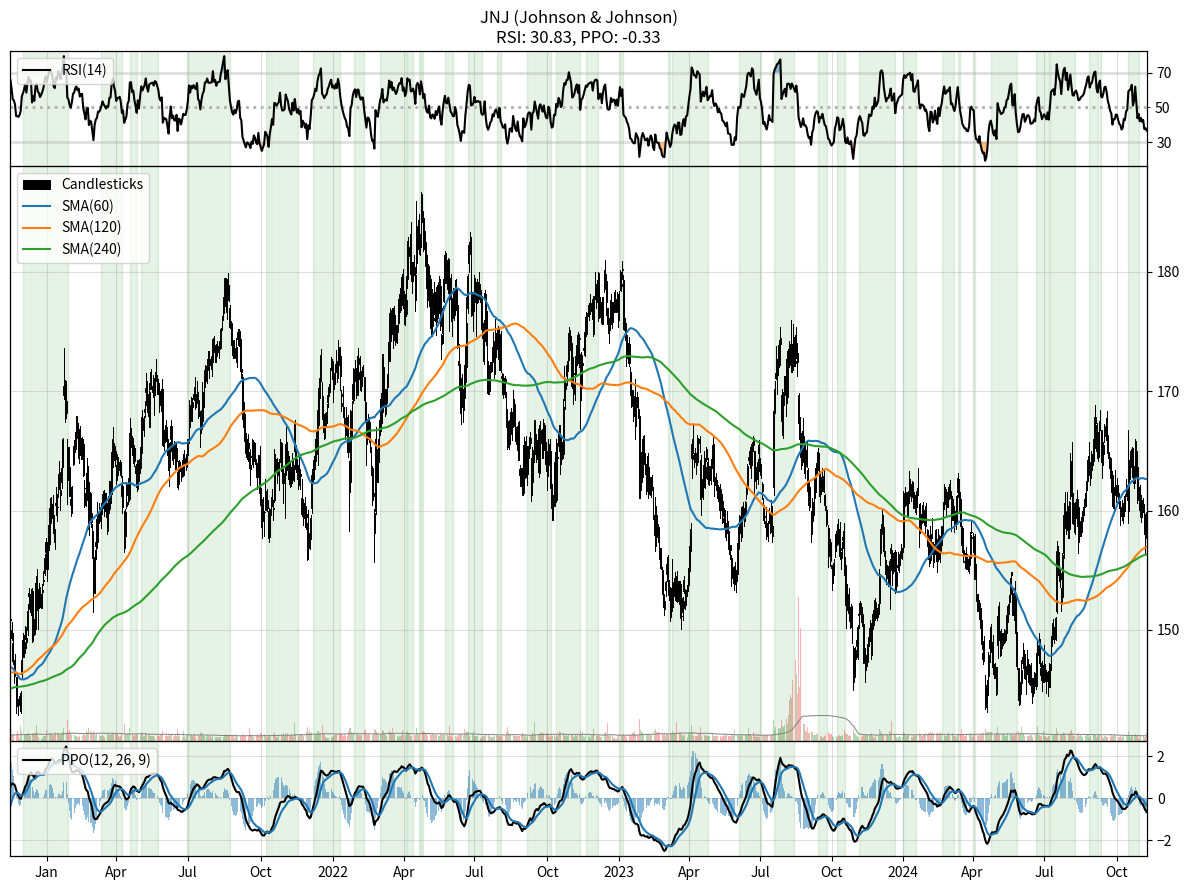 JNJ (Johnson & Johnson)
RSI: 30.83, PPO: -0.33
RSI(14)
70
50
30
Candlesticks
SMA(60)
SMA(120)
SMA(240)
180
170
160
150
PPO(12, 26, 9)
2
0
−2
Jan Apr Jul Oct 2022 Apr Jul Oct 2023 Apr Jul Oct 2024 Apr Jul Oct